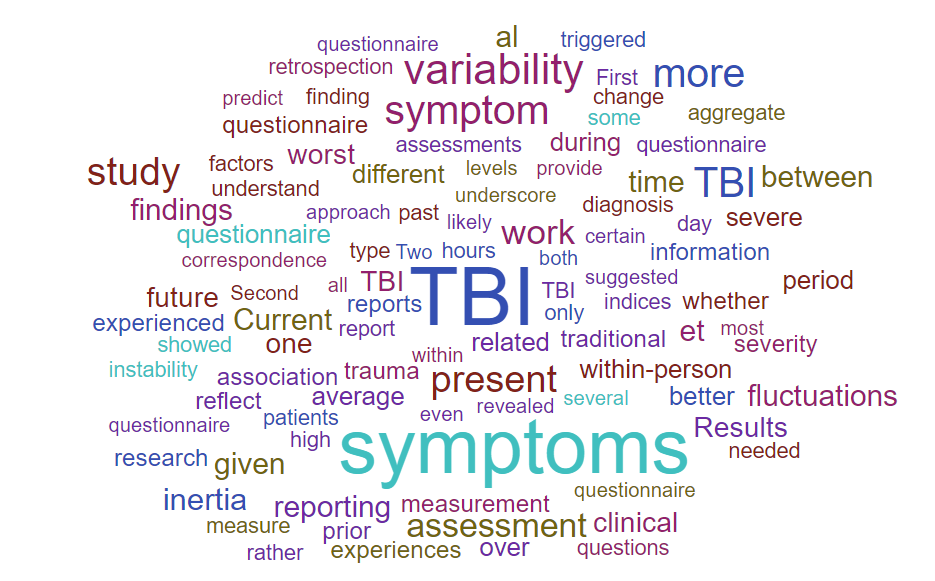 questionnaire al triggered
retrospection variability First more
predict finding symptom change aggregate
questionnaire some
worst assessments during questionnaire
study factors different levels provide time TBI between
understand underscore diagnosis
findings approach past likely work certain day severe
questionnaire
correspondence type Two hours both information
all TBI TBI suggested period
future Second reports TBI only indices whether
experienced Current report related traditional et most
showed one within severity
instability association trauma present within-person
reflect average even revealed several better fluctuations
questionnaire patients symptoms Results
research given high needed
inertia reporting measurement questionnaire
measure prior assessment clinical
rather experiences over questions